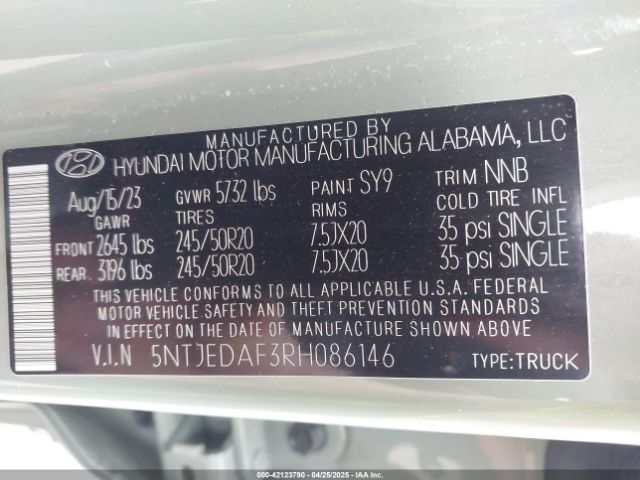 MANUFACTURED BY
HYUNDAI MOTOR MANUFACTURING ALABAMA, LLC
Aug/15/23 GVWR 5732 lbs PAINT SY9 TRIM NNB
GAWR TIRES RIMS COLD TIRE INFL
FRONT 2645 lbs 245/50R20 7.5JX20 35 psi SINGLE
REAR. 3196 lbs 245/50R20 7.5JX20 35 psi SINGLE
THIS VEHICLE CONFORMS TO ALL APPLICABLE U.S.A. FEDERAL
MOTOR VEHICLE SAFETY AND THEFT PREVENTION STANDARDS
IN EFFECT ON THE DATE OF MANUFACTURE SHOWN ABOVE.
V.I.N 5NTJEDAF3RH086146 TYPE:TRUCK
000-42123790 - 04/25/2025 - IAAI.COM